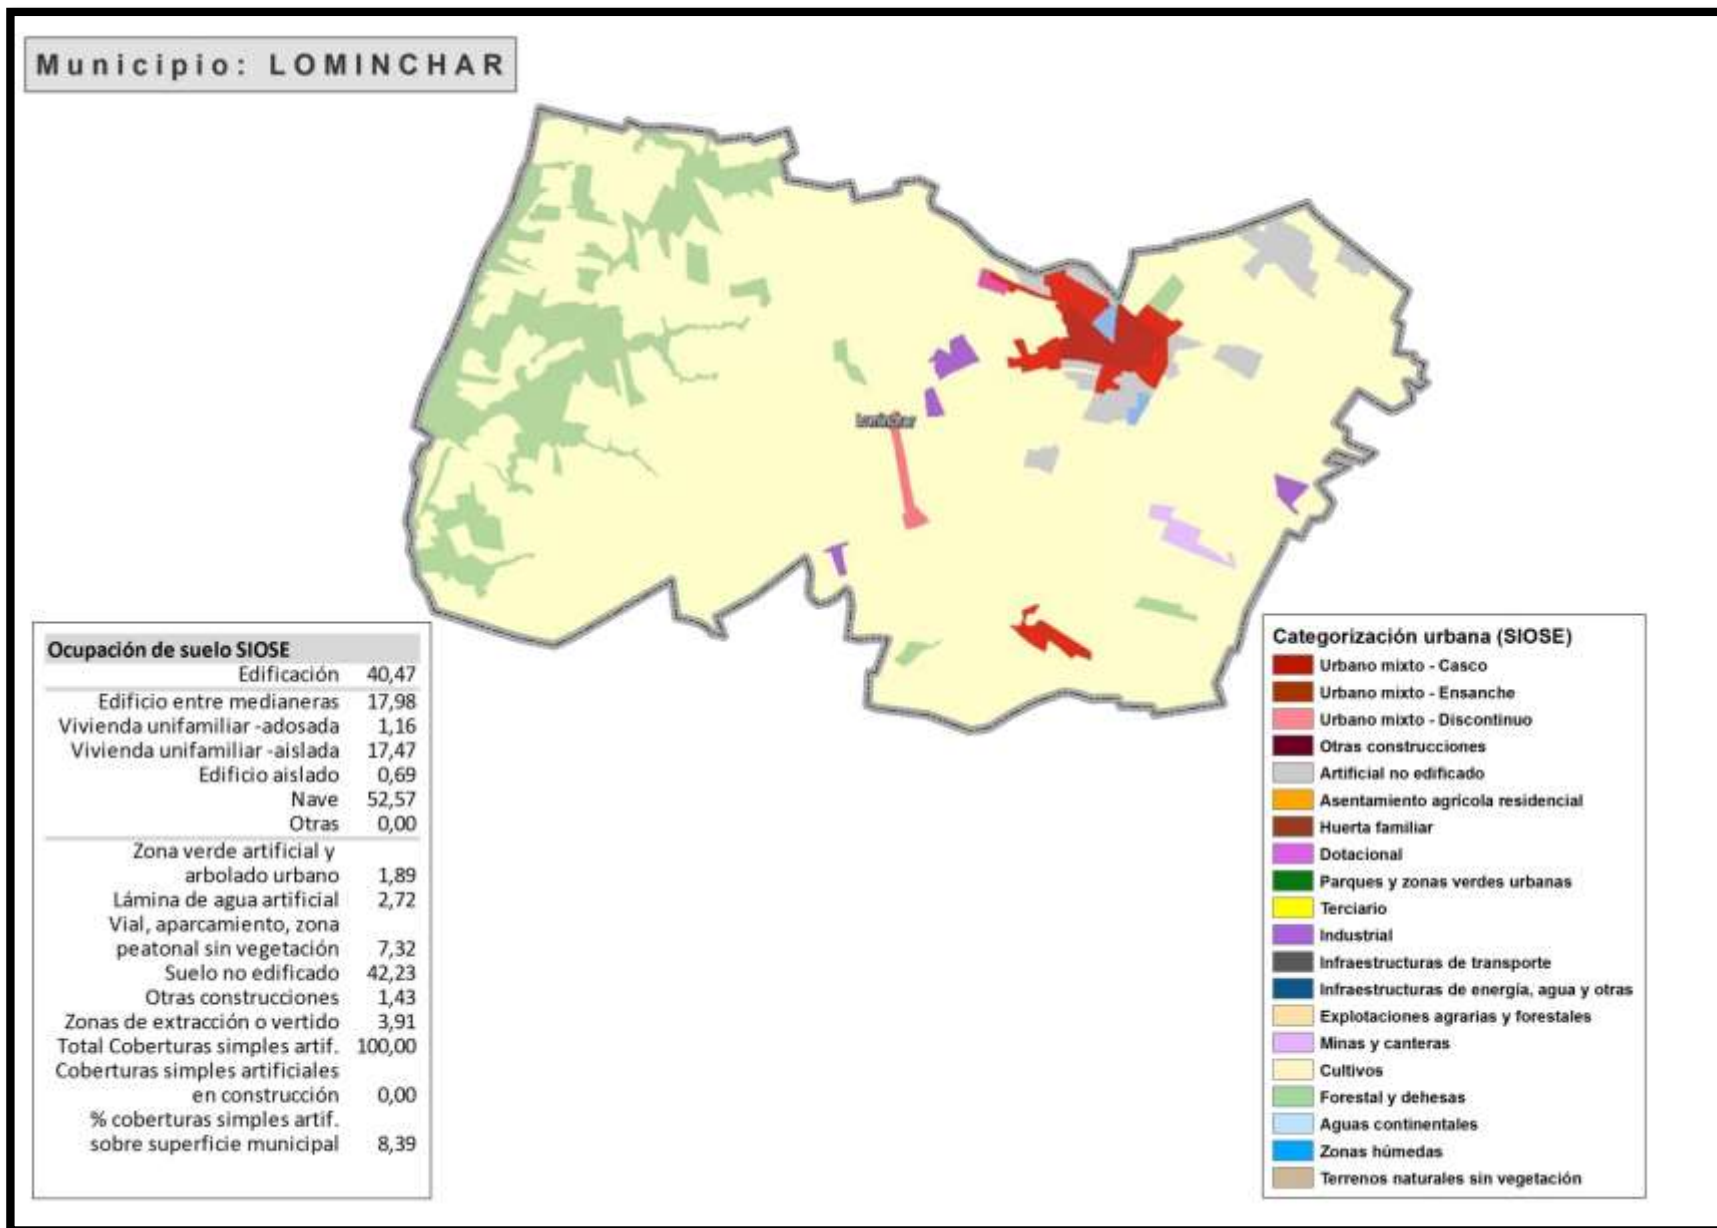 Municipio: LOMINCHAR
Lominchar
Ocupación de suelo SIOSE
Edificación 40,47
Edificio entre medianeras 17,98
Vivienda unifamiliar -adosada 1,16
Vivienda unifamiliar -aislada 17,47
Edificio aislado 0,69
Nave 52,57
Otras 0,00
Zona verde artificial y
arbolado urbano 1,89
Lámina de agua artificial 2,72
Vial, aparcamiento, zona
peatonal sin vegetación 7,32
Suelo no edificado 42,23
Otras construcciones 1,43
Zonas de extracción o vertido 3,91
Total Coberturas simples artif. 100,00
Coberturas simples artificiales
en construcción 0,00
% coberturas simples artif.
sobre superficie municipal 8,39
Categorización urbana (SIOSE)
Urbano mixto - Casco
Urbano mixto - Ensanche
Urbano mixto - Discontinuo
Otras construcciones
Artificial no edificado
Asentamiento agrícola residencial
Huerta familiar
Dotacional
Parques y zonas verdes urbanas
Terciario
Industrial
Infraestructuras de transporte
Infraestructuras de energía, agua y otras
Explotaciones agrarias y forestales
Minas y canteras
Cultivos
Forestal y dehesas
Aguas continentales
Zonas húmedas
Terrenos naturales sin vegetación